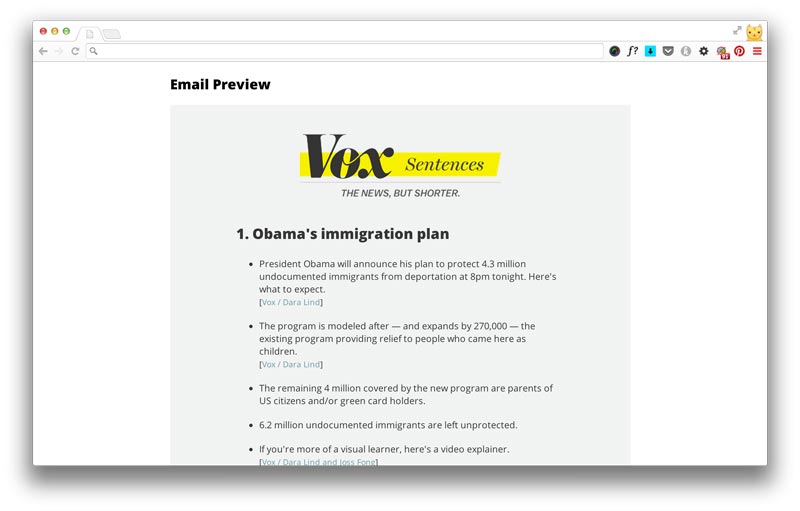 f?
91
Email Preview
Vox Sentences
THE NEWS, BUT SHORTER.
1. Obama's immigration plan
• President Obama will announce his plan to protect 4.3 million
undocumented immigrants from deportation at 8pm tonight. Here's
what to expect.
[Vox / Dara Lind]
• The program is modeled after — and expands by 270,000 — the
existing program providing relief to people who came here as
children.
[Vox / Dara Lind]
• The remaining 4 million covered by the new program are parents of
US citizens and/or green card holders.
• 6.2 million undocumented immigrants are left unprotected.
• If you're more of a visual learner, here's a video explainer.
[Vox / Dara Lind and Joss Fong]